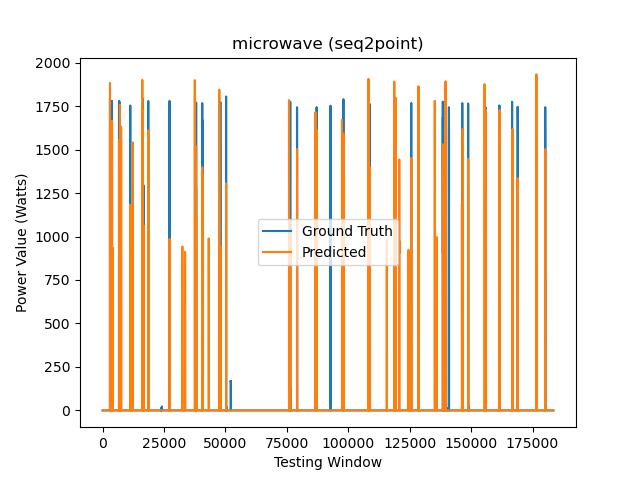 microwave (seq2point)
2000
1750
1500
1250
1000
750
500
250
0
Power Value (Watts)
Ground Truth
Predicted
0 25000 50000 75000 100000 125000 150000 175000
Testing Window